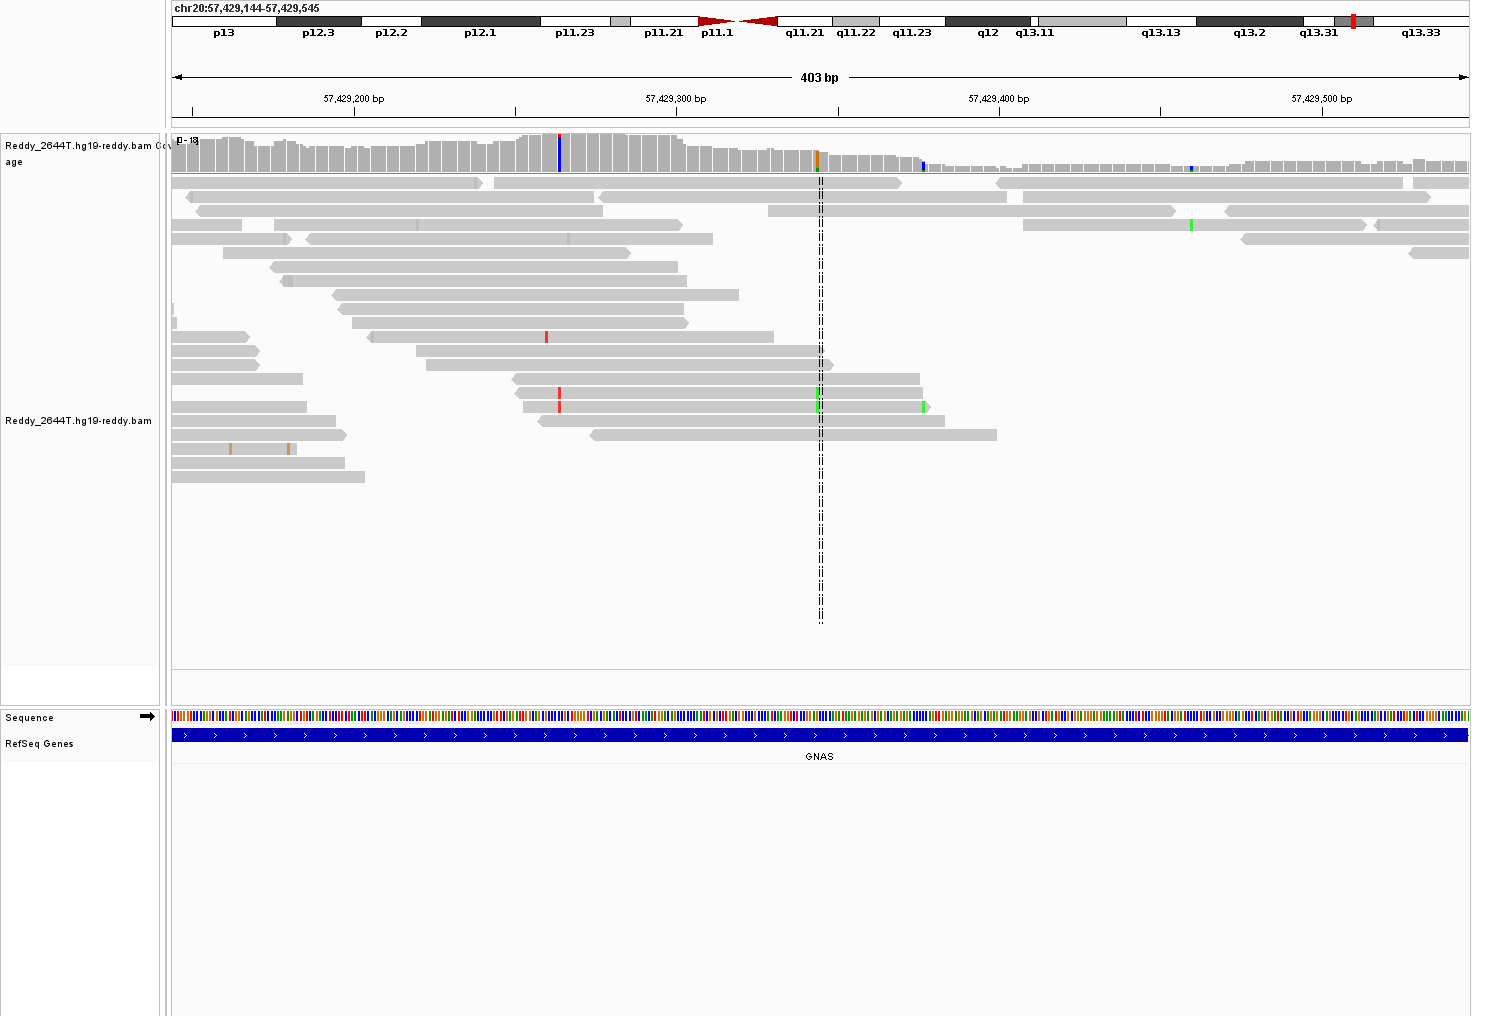 chr20:57,429,144-57,429,545
p13 p12.3 p12.2 p12.1 p11.23 p11.21 p11.1 q11.21 q11.22 q11.23 q12 q13.11 q13.13 q13.2 q13.31 q13.33
403 bp
57,429,200 bp 57,429,300 bp 57,429,400 bp 57,429,500 bp
Reddy_2644T.hg19-reddy.bam Cov
age
Reddy_2644T.hg19-reddy.bam
Sequence
RefSeq Genes
GNAS